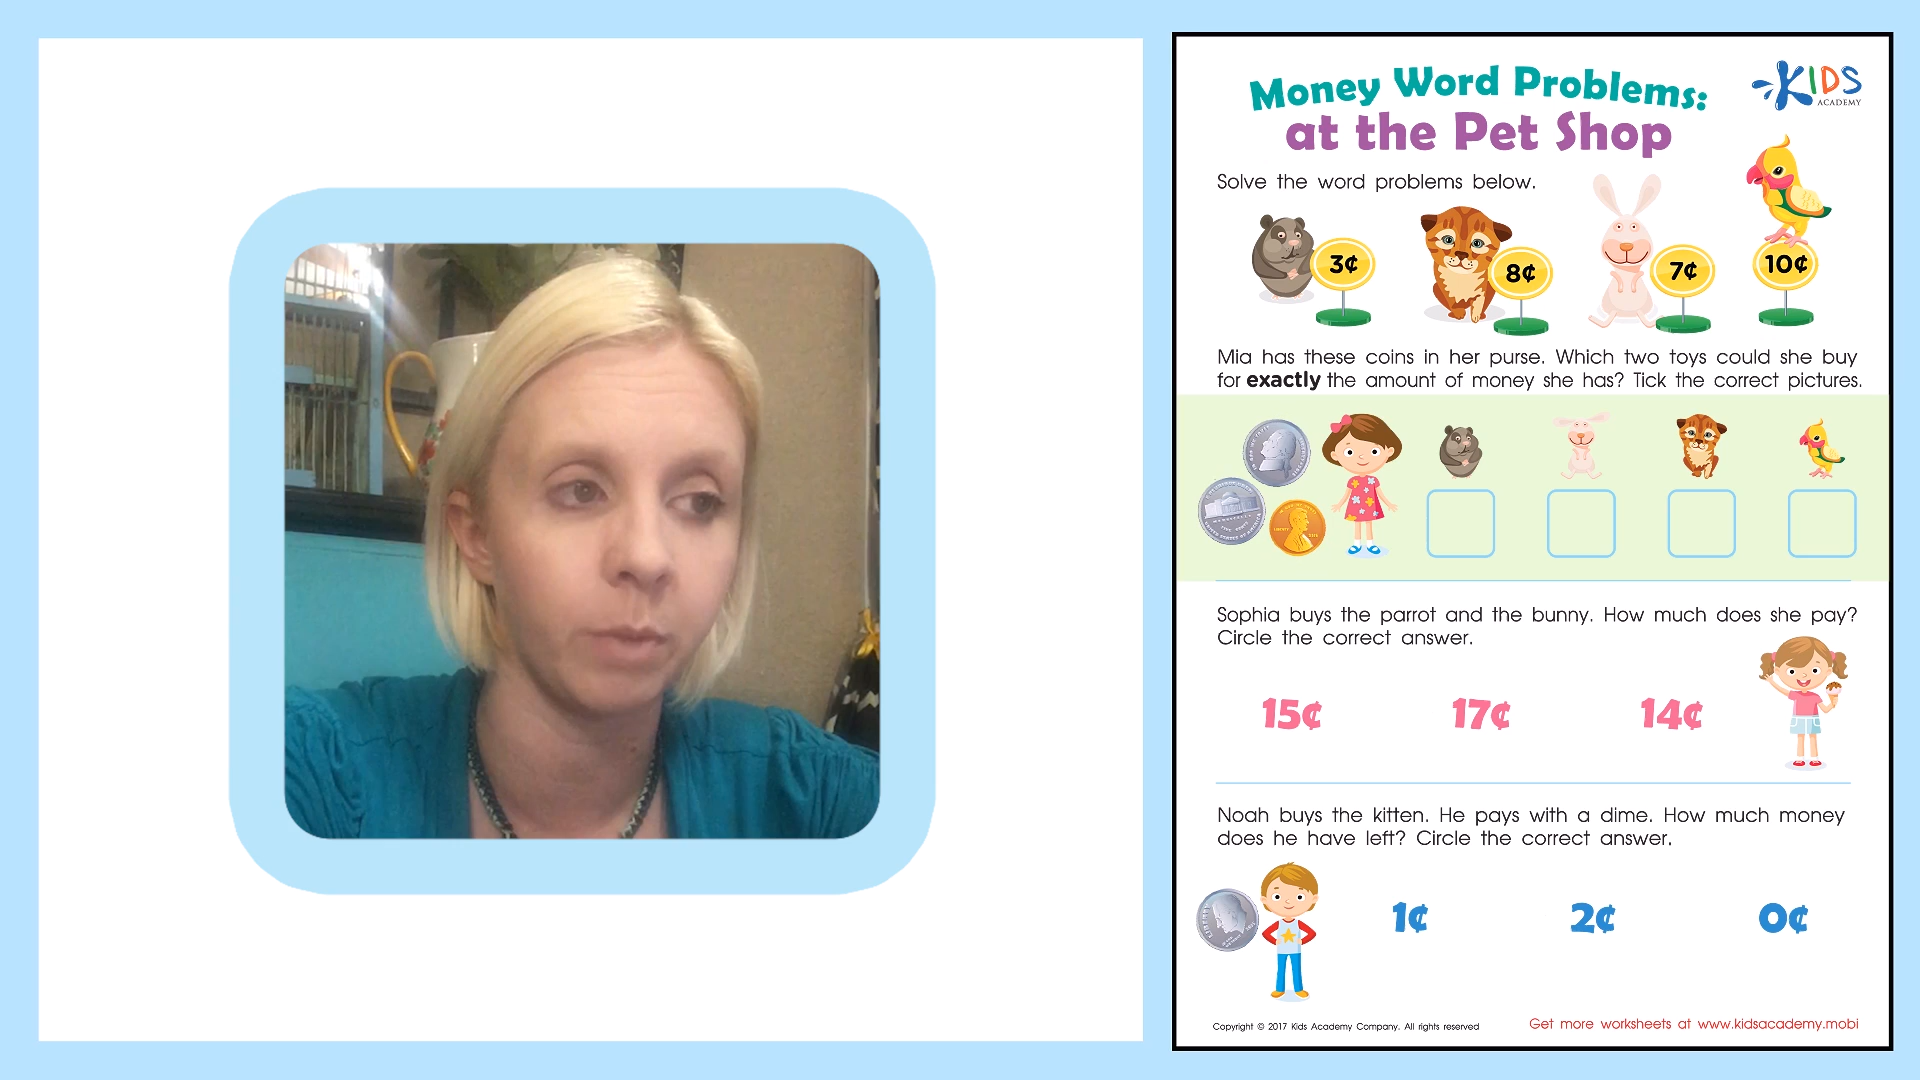 Money Word Problems:
at the Pet Shop
KIDS
ACADEMY
Solve the word problems below.
3¢
8¢
7¢
10¢
Mia has these coins in her purse. Which two toys could she buy
for exactly the amount of money she has? Tick the correct pictures.
Sophia buys the parrot and the bunny. How much does she pay?
Circle the correct answer.
15¢ 17¢ 14¢
Noah buys the kitten. He pays with a dime. How much money
does he have left? Circle the correct answer.
1¢ 2¢ 0¢
Copyright © 2017 Kids Academy Company. All rights reserved
Get more worksheets at www.kidsacademy.mobi